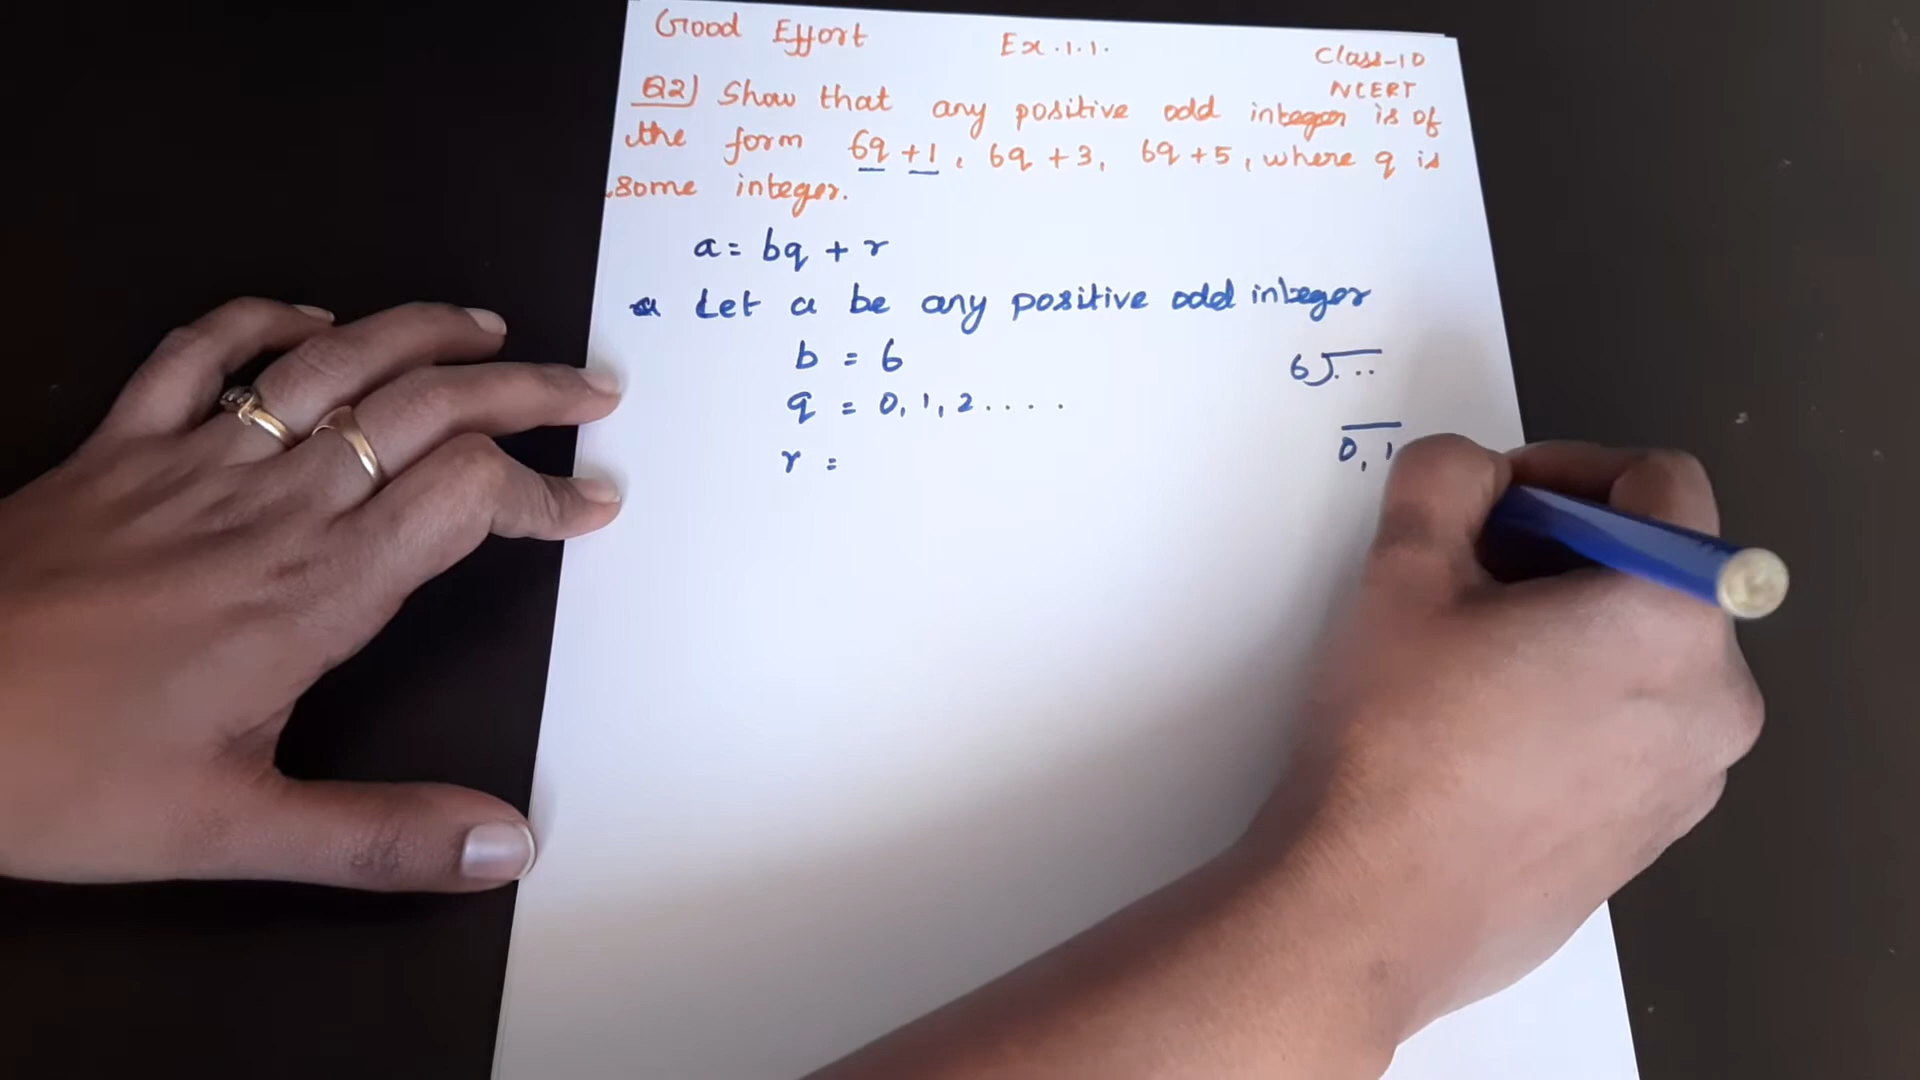 Good Effort Ex.1.1. Class-10
NCERT
Q2) Show that any positive odd integer is of
the form 6q +1, 6q +3, 6q +5, where q is
some integer.
a = bq + r
Let a be any positive odd integer
b = 6
6 ...
q = 0, 1, 2 . . . .
r =
0, 1